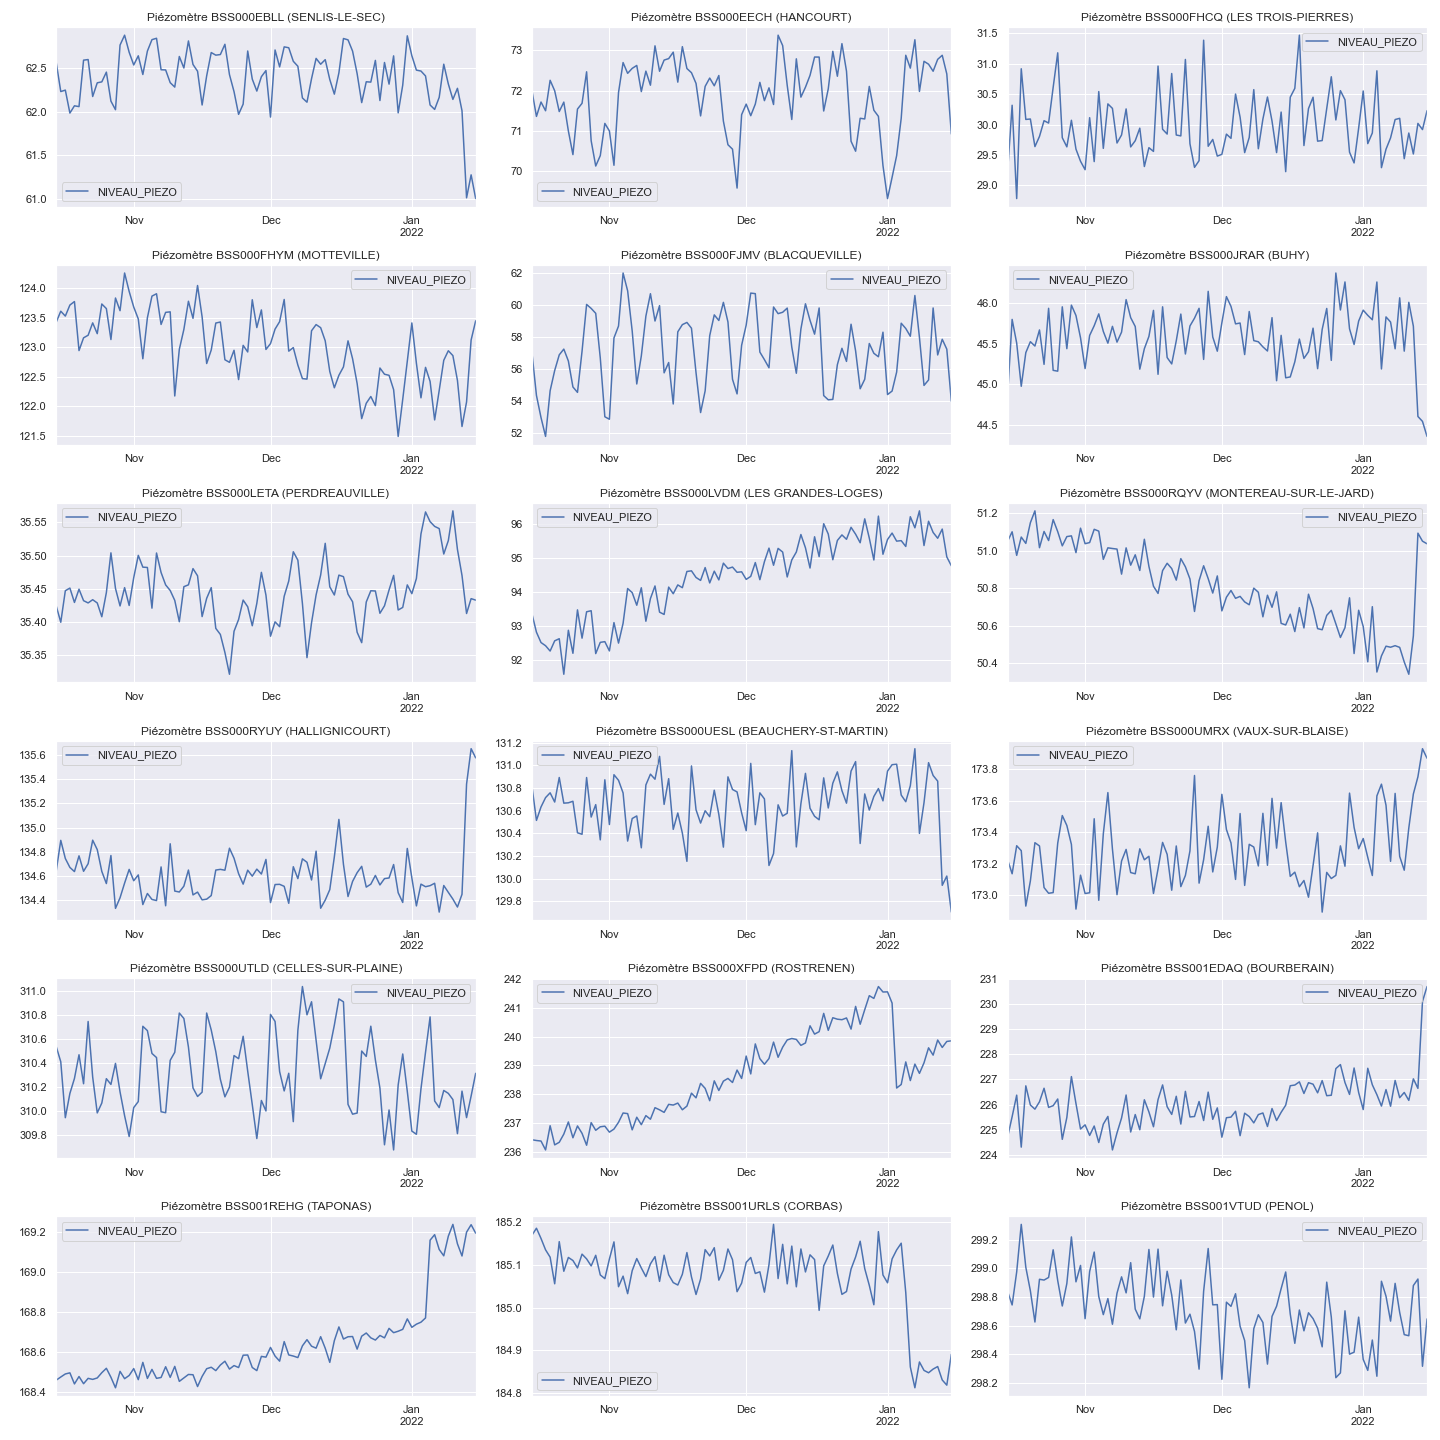 Piézomètre BSS000EBLL (SENLIS-LE-SEC)
62.5
62.0
61.5
61.0
NIVEAU_PIEZO
Nov
Dec
Jan
2022
Piézomètre BSS000EECH (HANCOURT)
73
72
71
70
NIVEAU_PIEZO
Nov
Dec
Jan
2022
Piézomètre BSS000FHCQ (LES TROIS-PIERRES)
31.5
31.0
30.5
30.0
29.5
29.0
NIVEAU_PIEZO
Nov
Dec
Jan
2022
Piézomètre BSS000FHYM (MOTTEVILLE)
124.0
123.5
123.0
122.5
122.0
121.5
NIVEAU_PIEZO
Nov
Dec
Jan
2022
Piézomètre BSS000FJMV (BLACQUEVILLE)
62
60
58
56
54
52
NIVEAU_PIEZO
Nov
Dec
Jan
2022
Piézomètre BSS000JRAR (BUHY)
46.0
45.5
45.0
44.5
NIVEAU_PIEZO
Nov
Dec
Jan
2022
Piézomètre BSS000LETA (PERDREAUVILLE)
35.55
35.50
35.45
35.40
35.35
NIVEAU_PIEZO
Nov
Dec
Jan
2022
Piézomètre BSS000LVDM (LES GRANDES-LOGES)
96
95
94
93
92
NIVEAU_PIEZO
Nov
Dec
Jan
2022
Piézomètre BSS000RQYV (MONTEREAU-SUR-LE-JARD)
51.2
51.0
50.8
50.6
50.4
NIVEAU_PIEZO
Nov
Dec
Jan
2022
Piézomètre BSS000RYUY (HALLIGNICOURT)
135.6
135.4
135.2
135.0
134.8
134.6
134.4
NIVEAU_PIEZO
Nov
Dec
Jan
2022
Piézomètre BSS000UESL (BEAUCHERY-ST-MARTIN)
131.2
131.0
130.8
130.6
130.4
130.2
130.0
129.8
NIVEAU_PIEZO
Nov
Dec
Jan
2022
Piézomètre BSS000UMRX (VAUX-SUR-BLAISE)
173.8
173.6
173.4
173.2
173.0
NIVEAU_PIEZO
Nov
Dec
Jan
2022
Piézomètre BSS000UTLD (CELLES-SUR-PLAINE)
311.0
310.8
310.6
310.4
310.2
310.0
309.8
NIVEAU_PIEZO
Nov
Dec
Jan
2022
Piézomètre BSS000XFPD (ROSTRENEN)
242
241
240
239
238
237
236
NIVEAU_PIEZO
Nov
Dec
Jan
2022
Piézomètre BSS001EDAQ (BOURBERAIN)
231
230
229
228
227
226
225
224
NIVEAU_PIEZO
Nov
Dec
Jan
2022
Piézomètre BSS001REHG (TAPONAS)
169.2
169.0
168.8
168.6
168.4
NIVEAU_PIEZO
Nov
Dec
Jan
2022
Piézomètre BSS001URLS (CORBAS)
185.2
185.1
185.0
184.9
184.8
NIVEAU_PIEZO
Nov
Dec
Jan
2022
Piézomètre BSS001VTUD (PENOL)
299.2
299.0
298.8
298.6
298.4
298.2
NIVEAU_PIEZO
Nov
Dec
Jan
2022